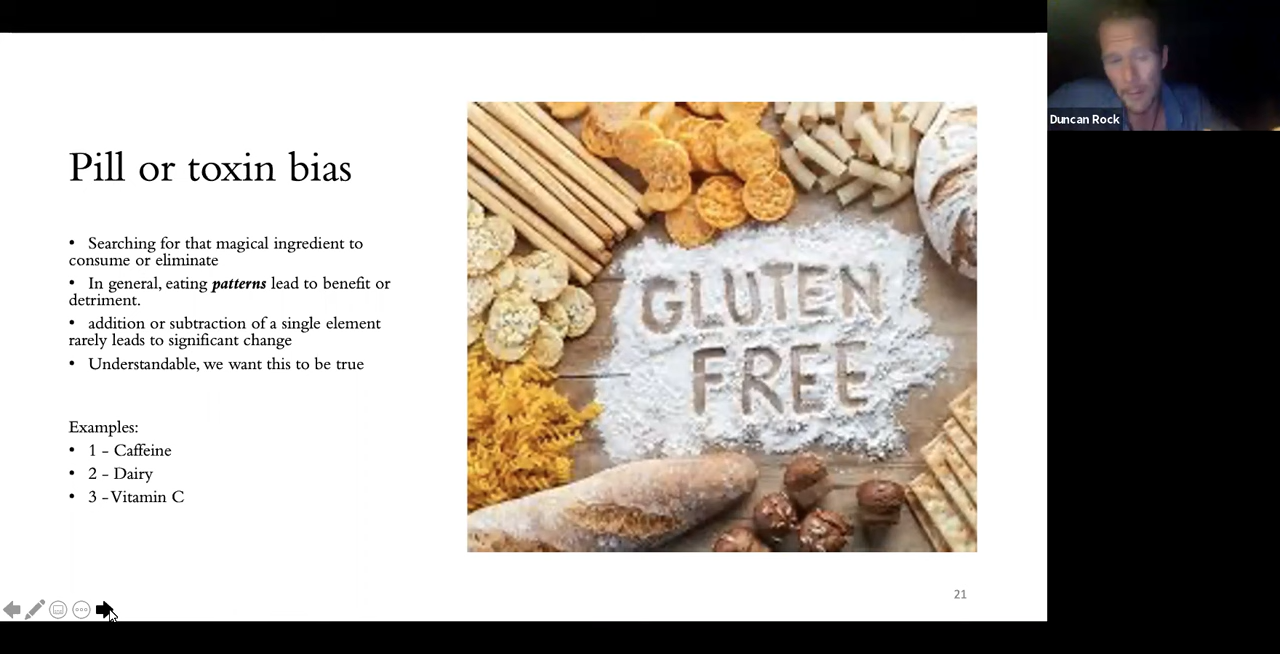 Pill or toxin bias
• Searching for that magical ingredient to
consume or eliminate
• In general, eating patterns lead to benefit or
detriment.
• addition or subtraction of a single element
rarely leads to significant change
• Understandable, we want this to be true
Examples:
• 1 - Caffeine
• 2 - Dairy
• 3 -Vitamin C
GLUTEN
FREE
21
Duncan Rock